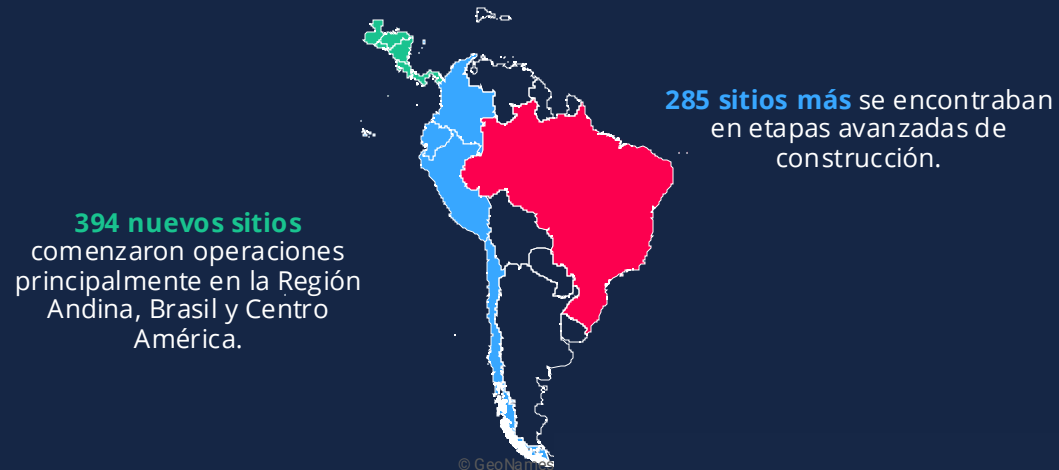 285 sitios más se encontraban
en etapas avanzadas de
construcción.
394 nuevos sitios
comenzaron operaciones
principalmente en la Región
Andina, Brasil y Centro
América.
© GeoNames